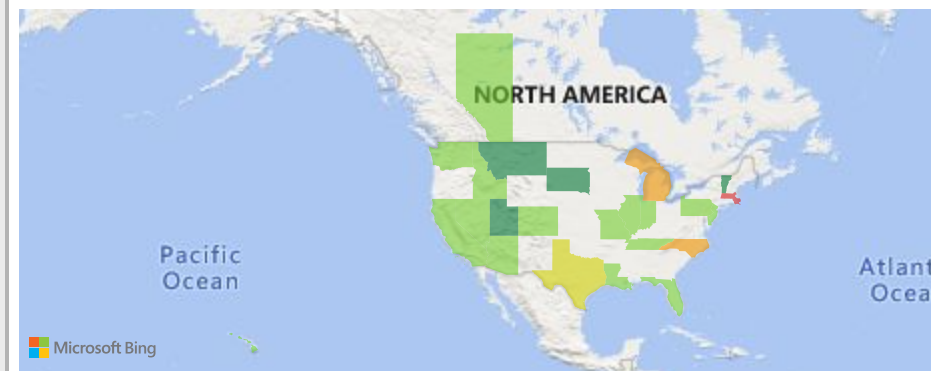 NORTH AMERICA
Pacific
Ocean
Atlant
Ocea
Microsoft Bing